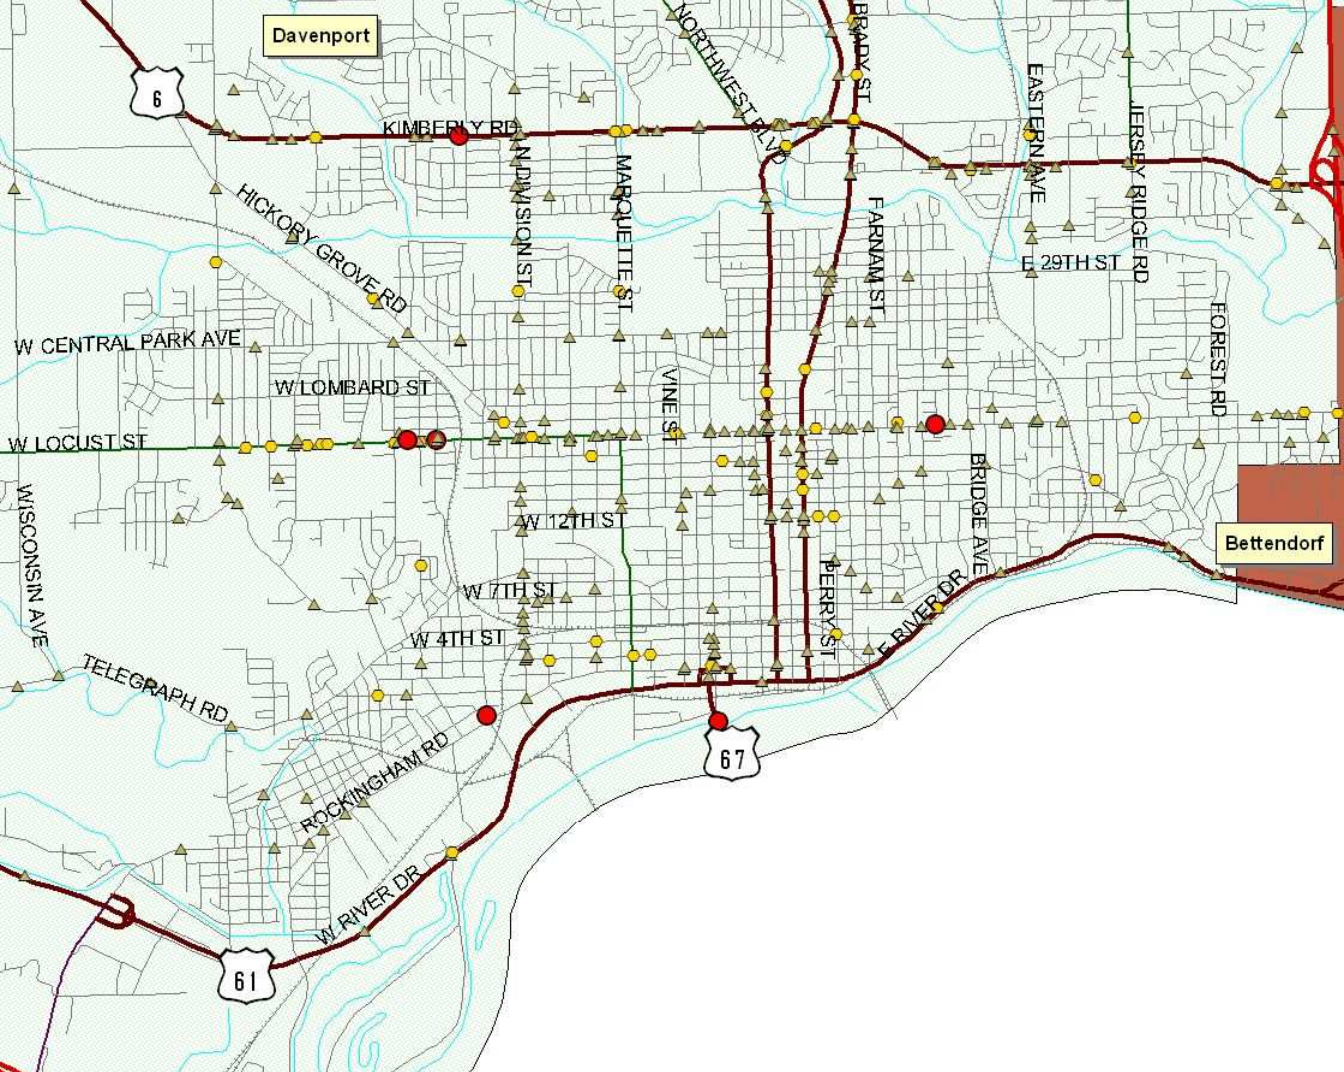 Davenport
6
KIMBERLY RD
NORTHWEST BLVD
BRADY ST
EASTERN AVE
JERSEY RIDGE RD
N DIVISION ST
MARQUETTE ST
HICKORY GROVE RD
FARNAM ST
E 29TH ST
W CENTRAL PARK AVE
FOREST RD
W LOMBARD ST
VINE ST
W LOCUST ST
WISCONSIN AVE
W 12TH ST
BRIDGE AVE
Bettendorf
W 7TH ST
PERRY ST
E RIVER DR
W 4TH ST
TELEGRAPH RD
67
ROCKINGHAM RD
W RIVER DR
61